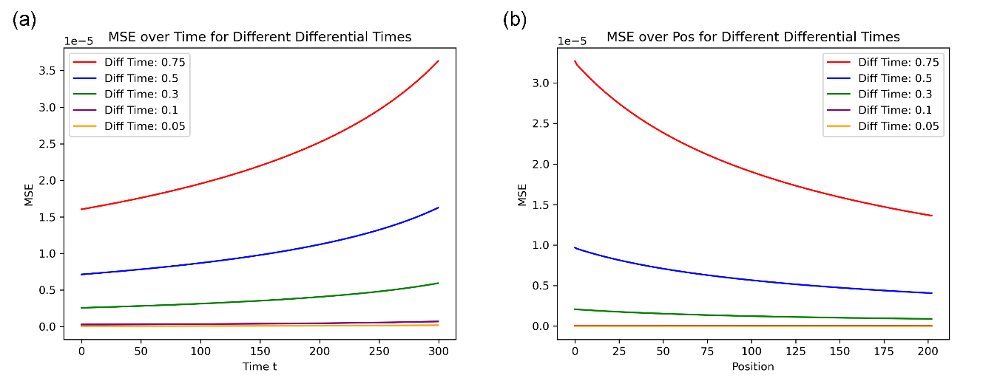 (a)
MSE over Time for Different Differential Times
1e−5
Diff Time: 0.75
Diff Time: 0.5
Diff Time: 0.3
Diff Time: 0.1
Diff Time: 0.05
3.5
3.0
2.5
2.0
1.5
1.0
0.5
0.0
MSE
0 50 100 150 200 250 300
Time t
(b)
MSE over Pos for Different Differential Times
1e−5
Diff Time: 0.75
Diff Time: 0.5
Diff Time: 0.3
Diff Time: 0.1
Diff Time: 0.05
3.0
2.5
2.0
1.5
1.0
0.5
0.0
MSE
0 25 50 75 100 125 150 175 200
Position